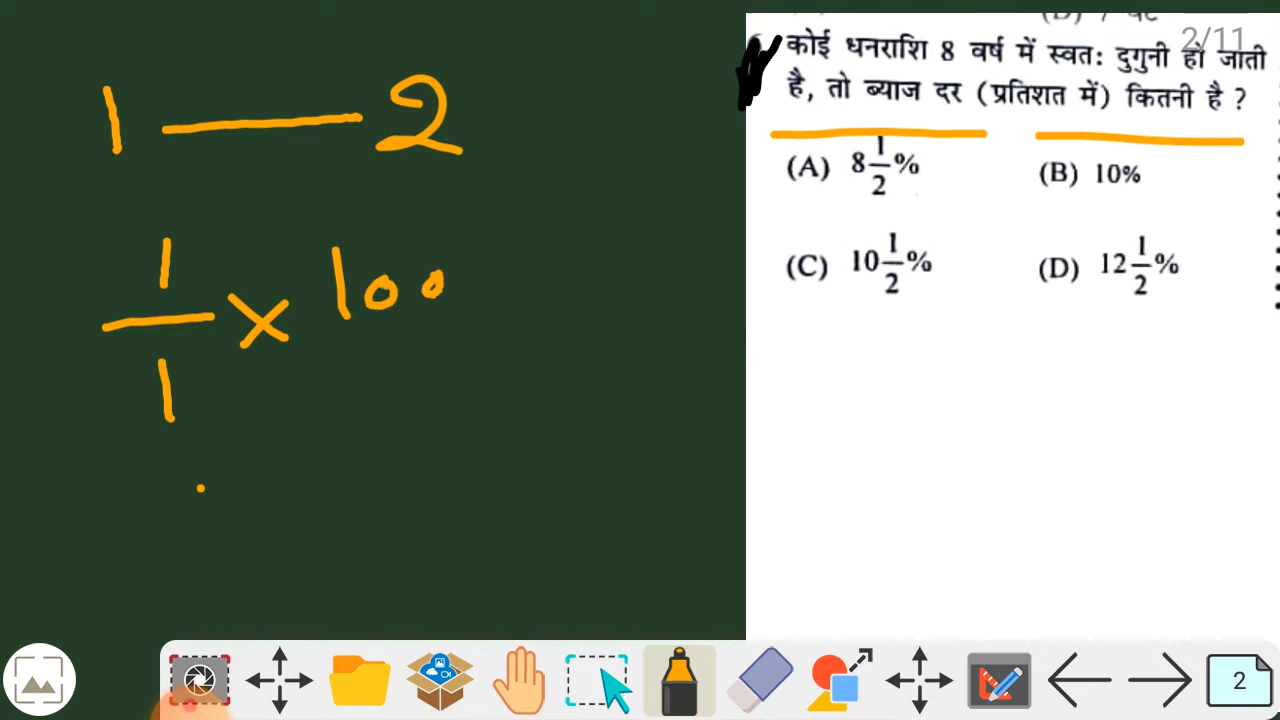 1 — 2
1
— × 100
1
2/11
कोई धनराशि 8 वर्ष में स्वत: दुगुनी हो जाती
है, तो ब्याज दर (प्रतिशत में) कितनी है ?
(A) 8 1/2% (B) 10%
(C) 10 1/2% (D) 12 1/2%
2